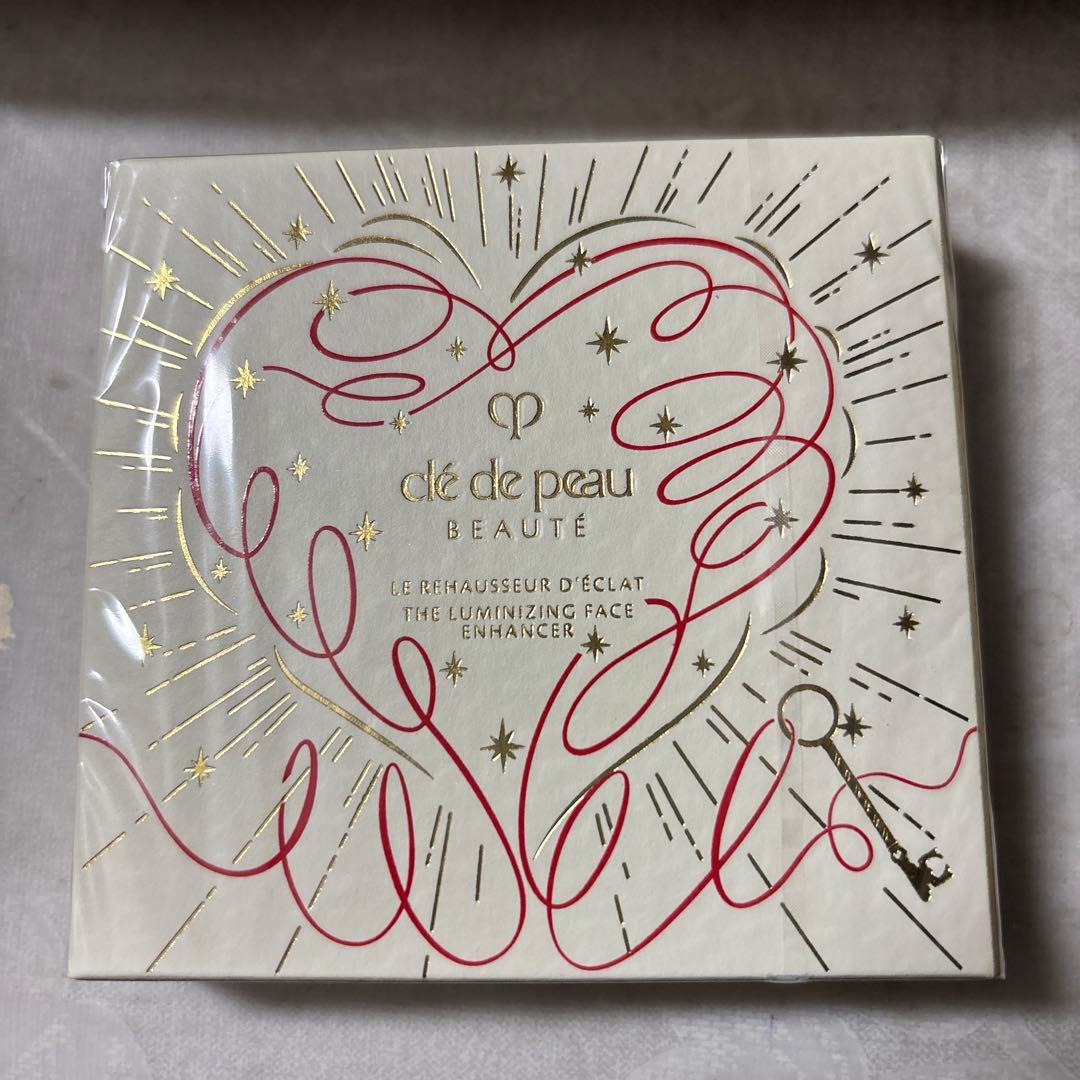 clé de peau
BEAUTÉ
LE REHAUSSEUR D'ÉCLAT
THE LUMINIZING FACE
ENHANCER